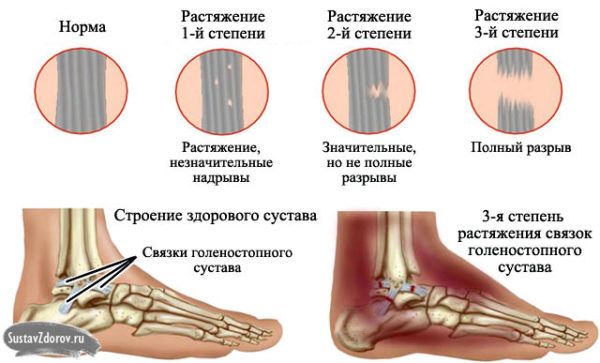 Норма
Растяжение
1-й степени
Растяжение
2-й степени
Растяжение
3-й степени
Растяжение,
незначительные
надрывы
Значительные,
но не полные
разрывы
Полный разрыв
Строение здорового сустава
Связки голеностопного
сустава
3-я степень
растяжения связок
голеностопного
сустава
SustavZdorov.ru